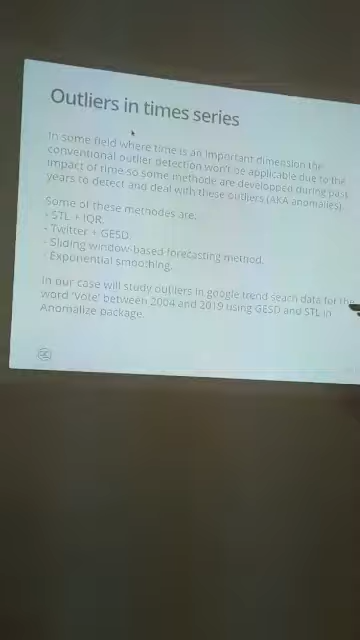 Outliers in times series
In some field where time is an important dimension the
conventional outlier detection won't be applicable due to the
impact of time so some methode are developped during past
years to detect and deal with these outliers (AKA anomalies).
Some of these methodes are:
- STL + IQR.
- Twitter + GESD.
- Sliding window-based forecasting method.
- Exponential smoothing.
In our case will study outliers in google trend seach data for the
word 'Vote' between 2004 and 2019 using GESD and STL in
Anomalize package.